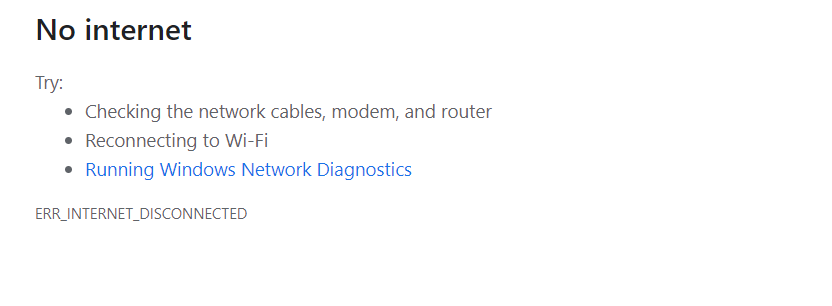 No internet
Try:
• Checking the network cables, modem, and router
• Reconnecting to Wi-Fi
• Running Windows Network Diagnostics
ERR_INTERNET_DISCONNECTED